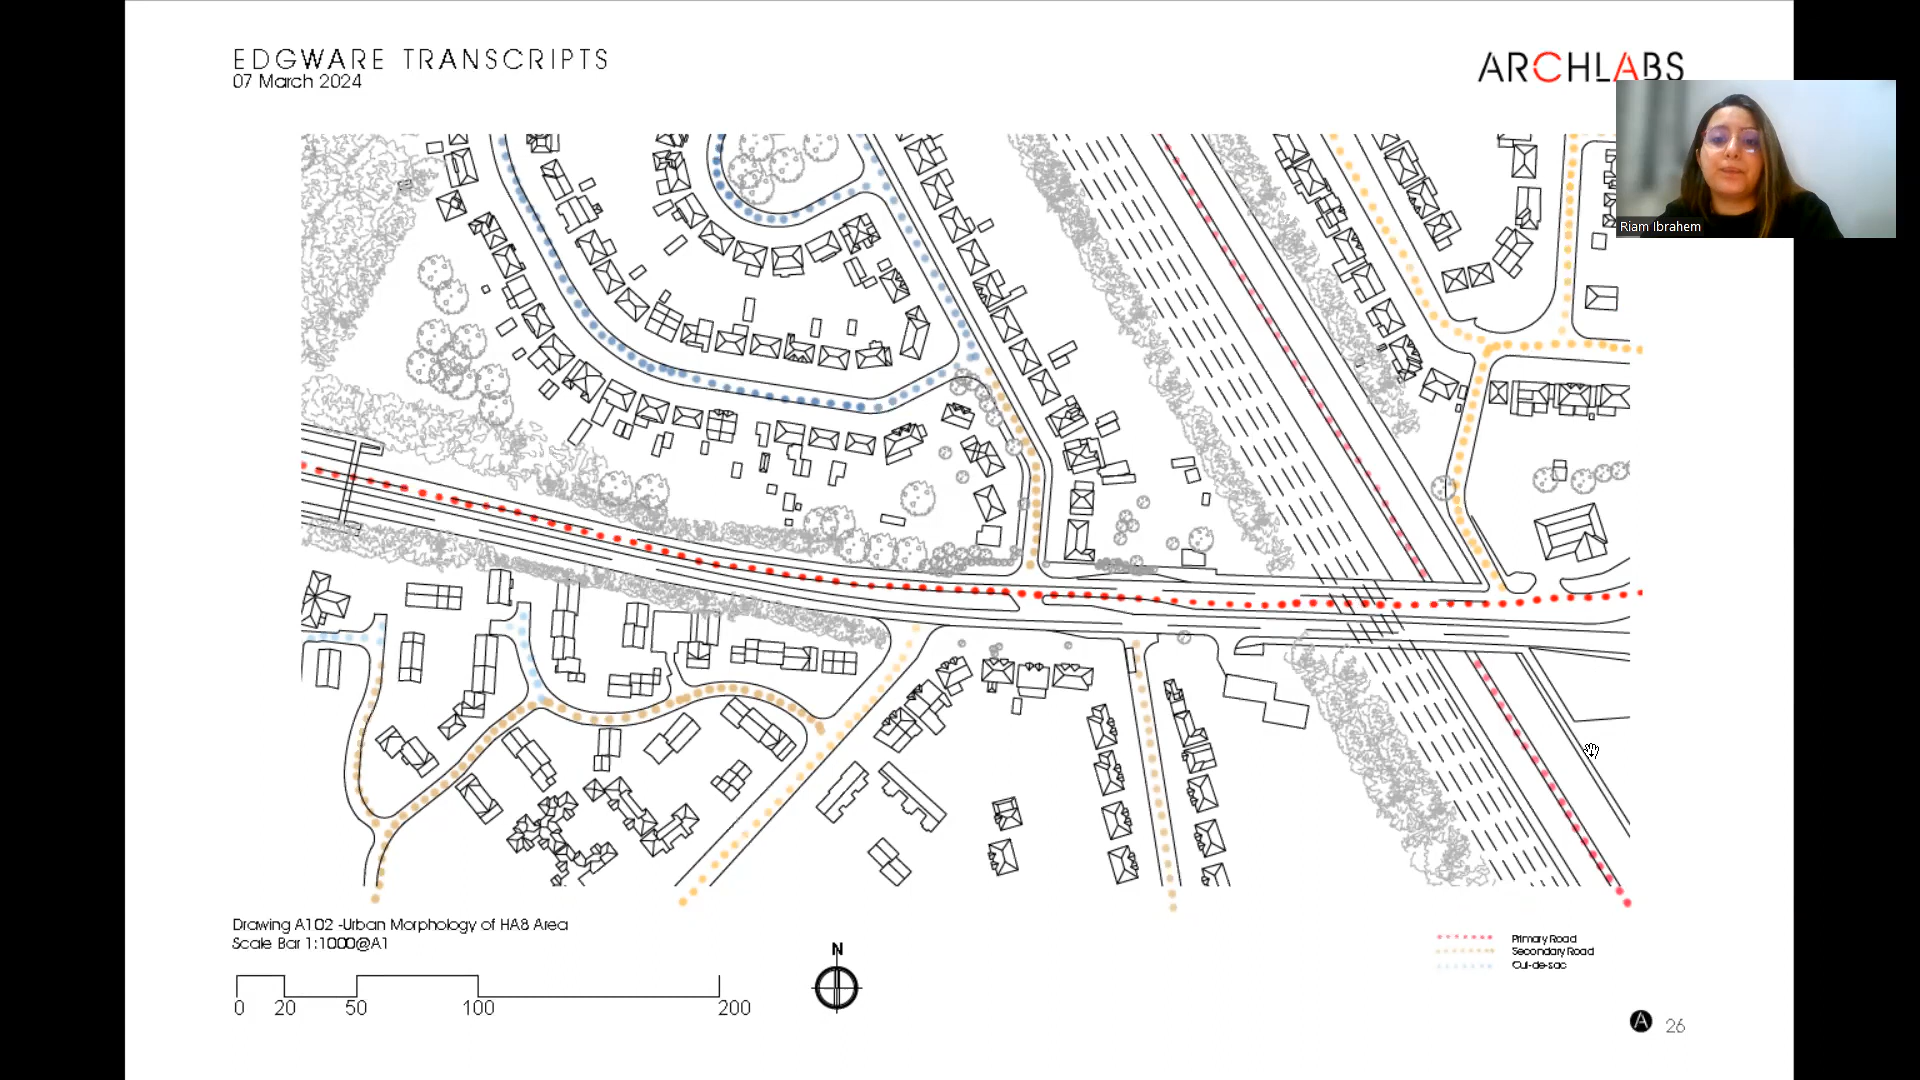 EDGWARE TRANSCRIPTS
07 March 2024
ARCHLABS
Riam Ibrahem
Drawing A102 -Urban Morphology of HA8 Area
Scale Bar 1:1000@A1
0 20 50 100 200
N
Primary Road
Secondary Road
Cul-de-sac
A 26